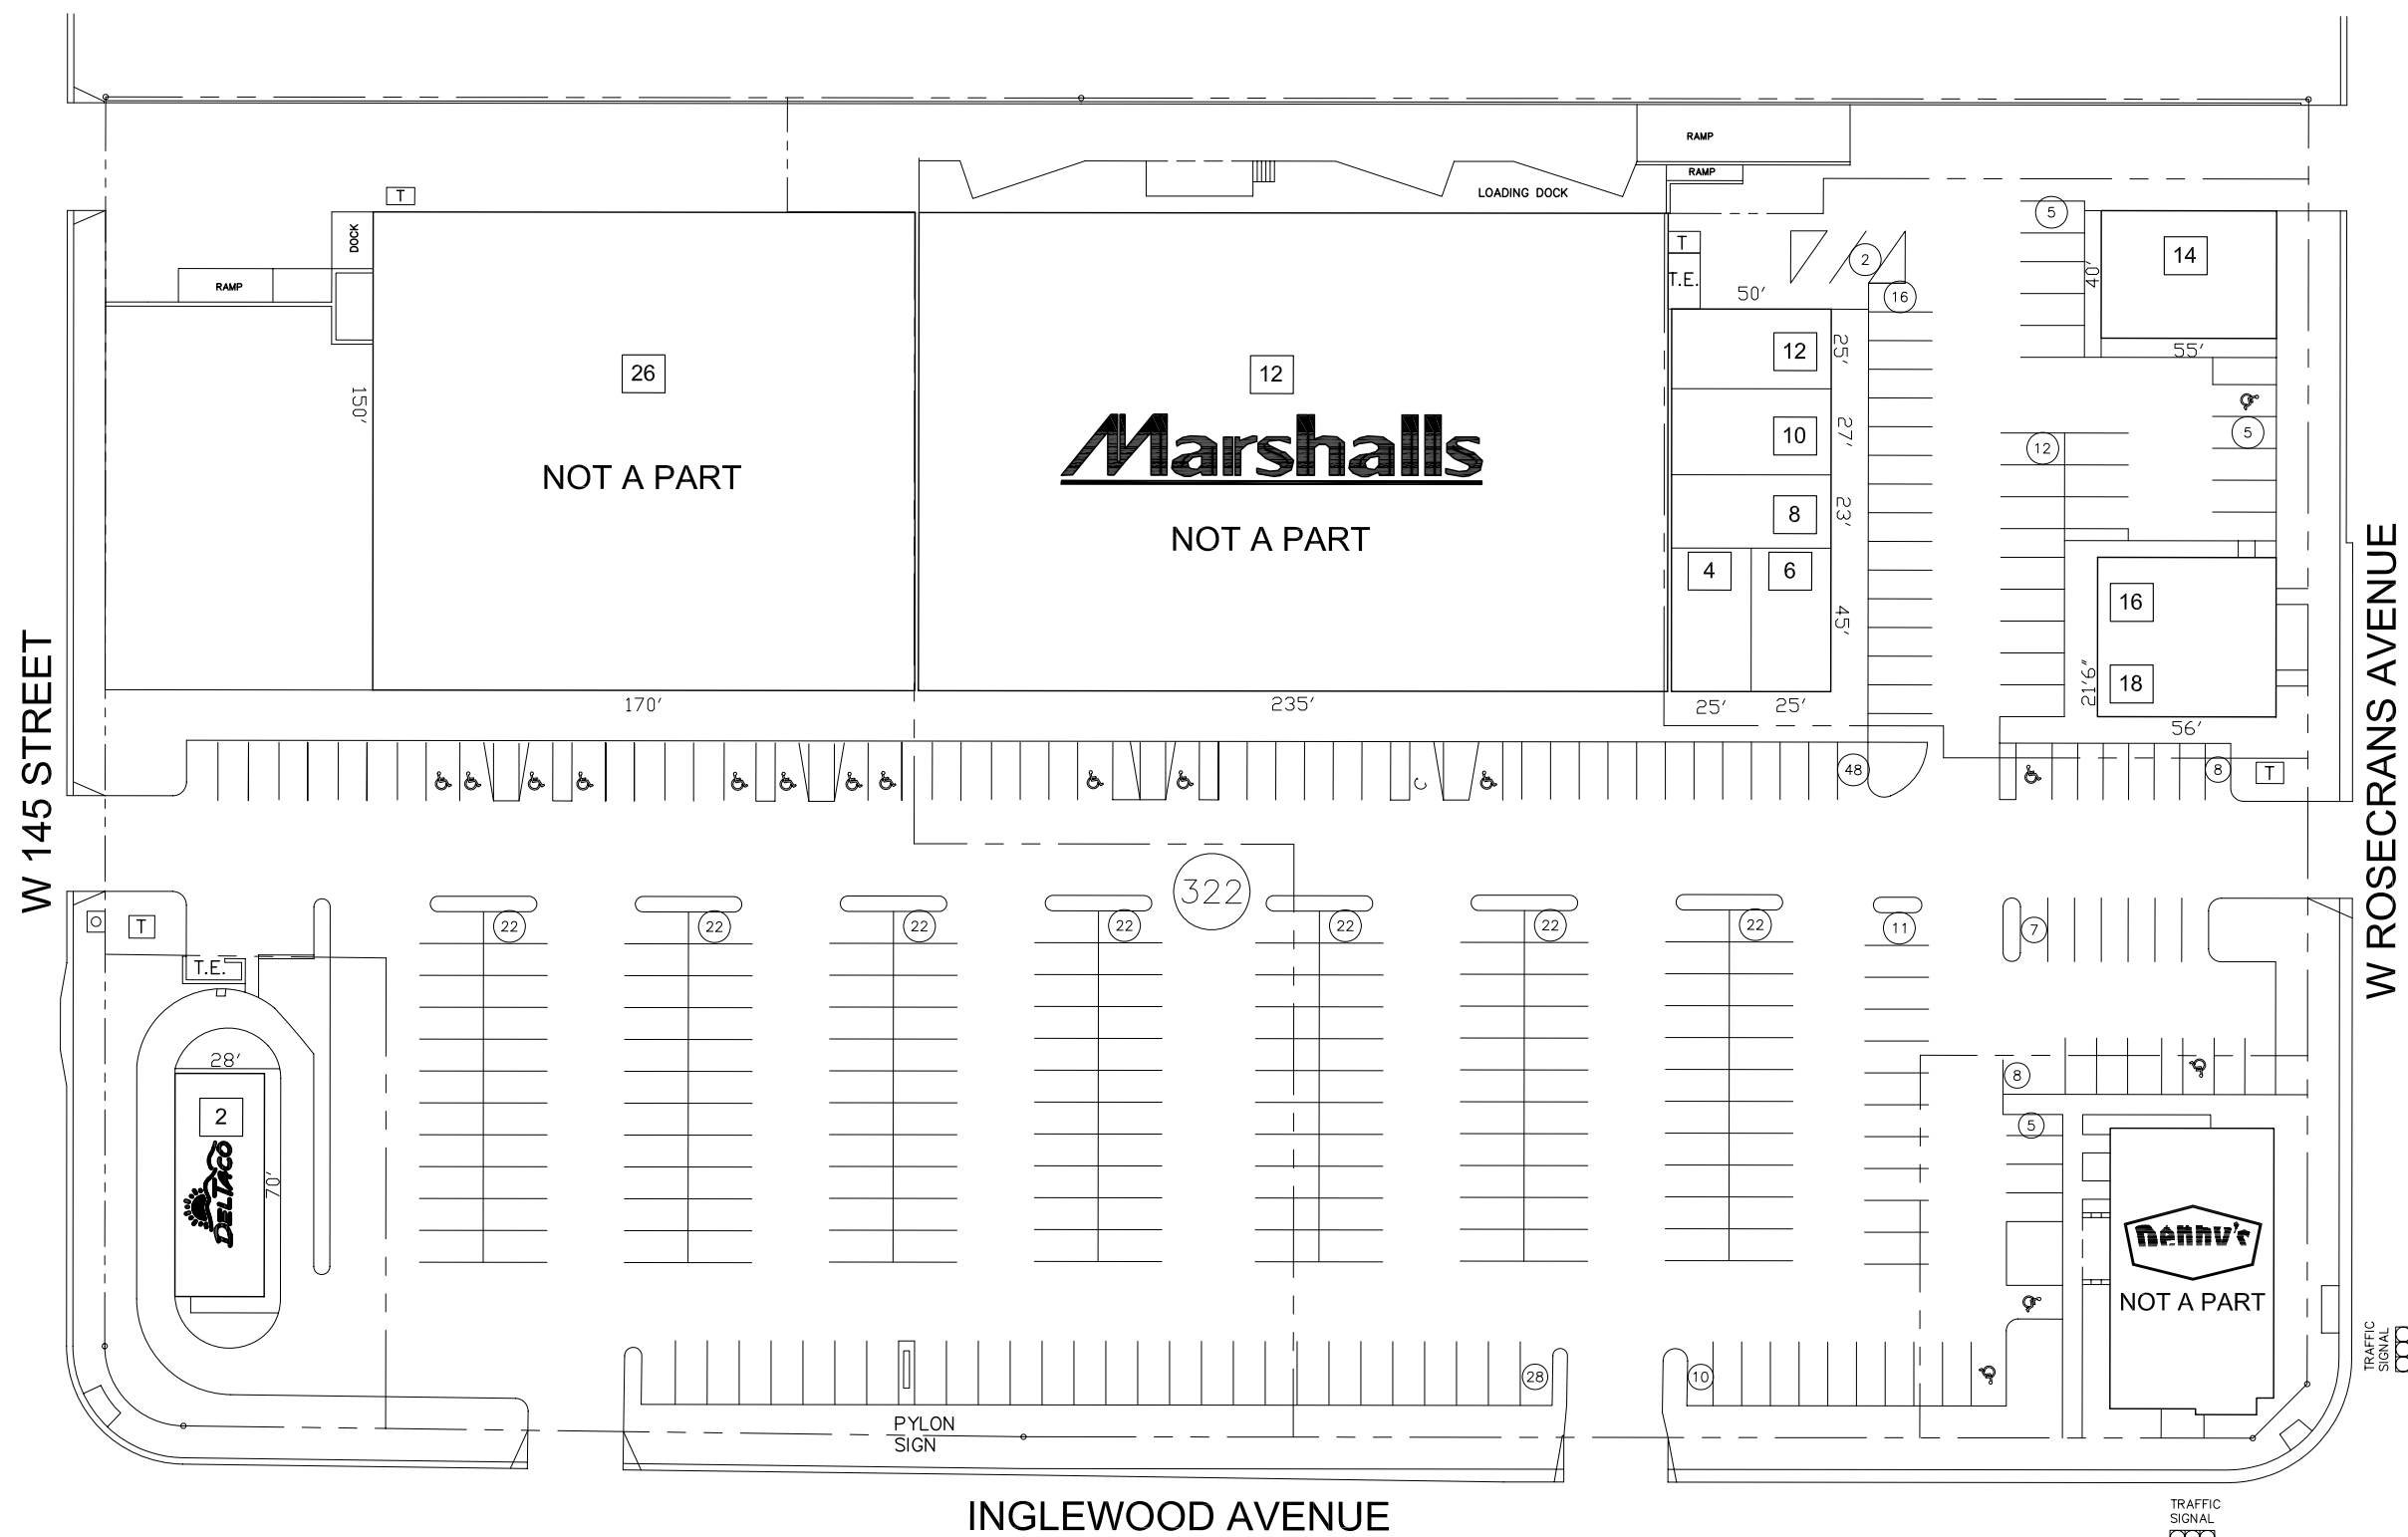 RAMP
RAMP
LOADING DOCK
T
DOCK
RAMP
150'
26
NOT A PART
170'
12
Marshalls
NOT A PART
235'
T
T.E.
50'
2
16
12
25'
10
27'
8
23'
4
6
45'
25'
25'
5
14
40'
55'
5
12
16
18
21'6"
56'
48
8
T
W 145 STREET
W ROSECRANS AVENUE
322
T
T.E.
22
22
22
22
22
22
22
11
7
28'
2
DEL TACO
70'
8
5
Denny's
NOT A PART
28
10
PYLON
SIGN
TRAFFIC
SIGNAL
INGLEWOOD AVENUE
TRAFFIC
SIGNAL